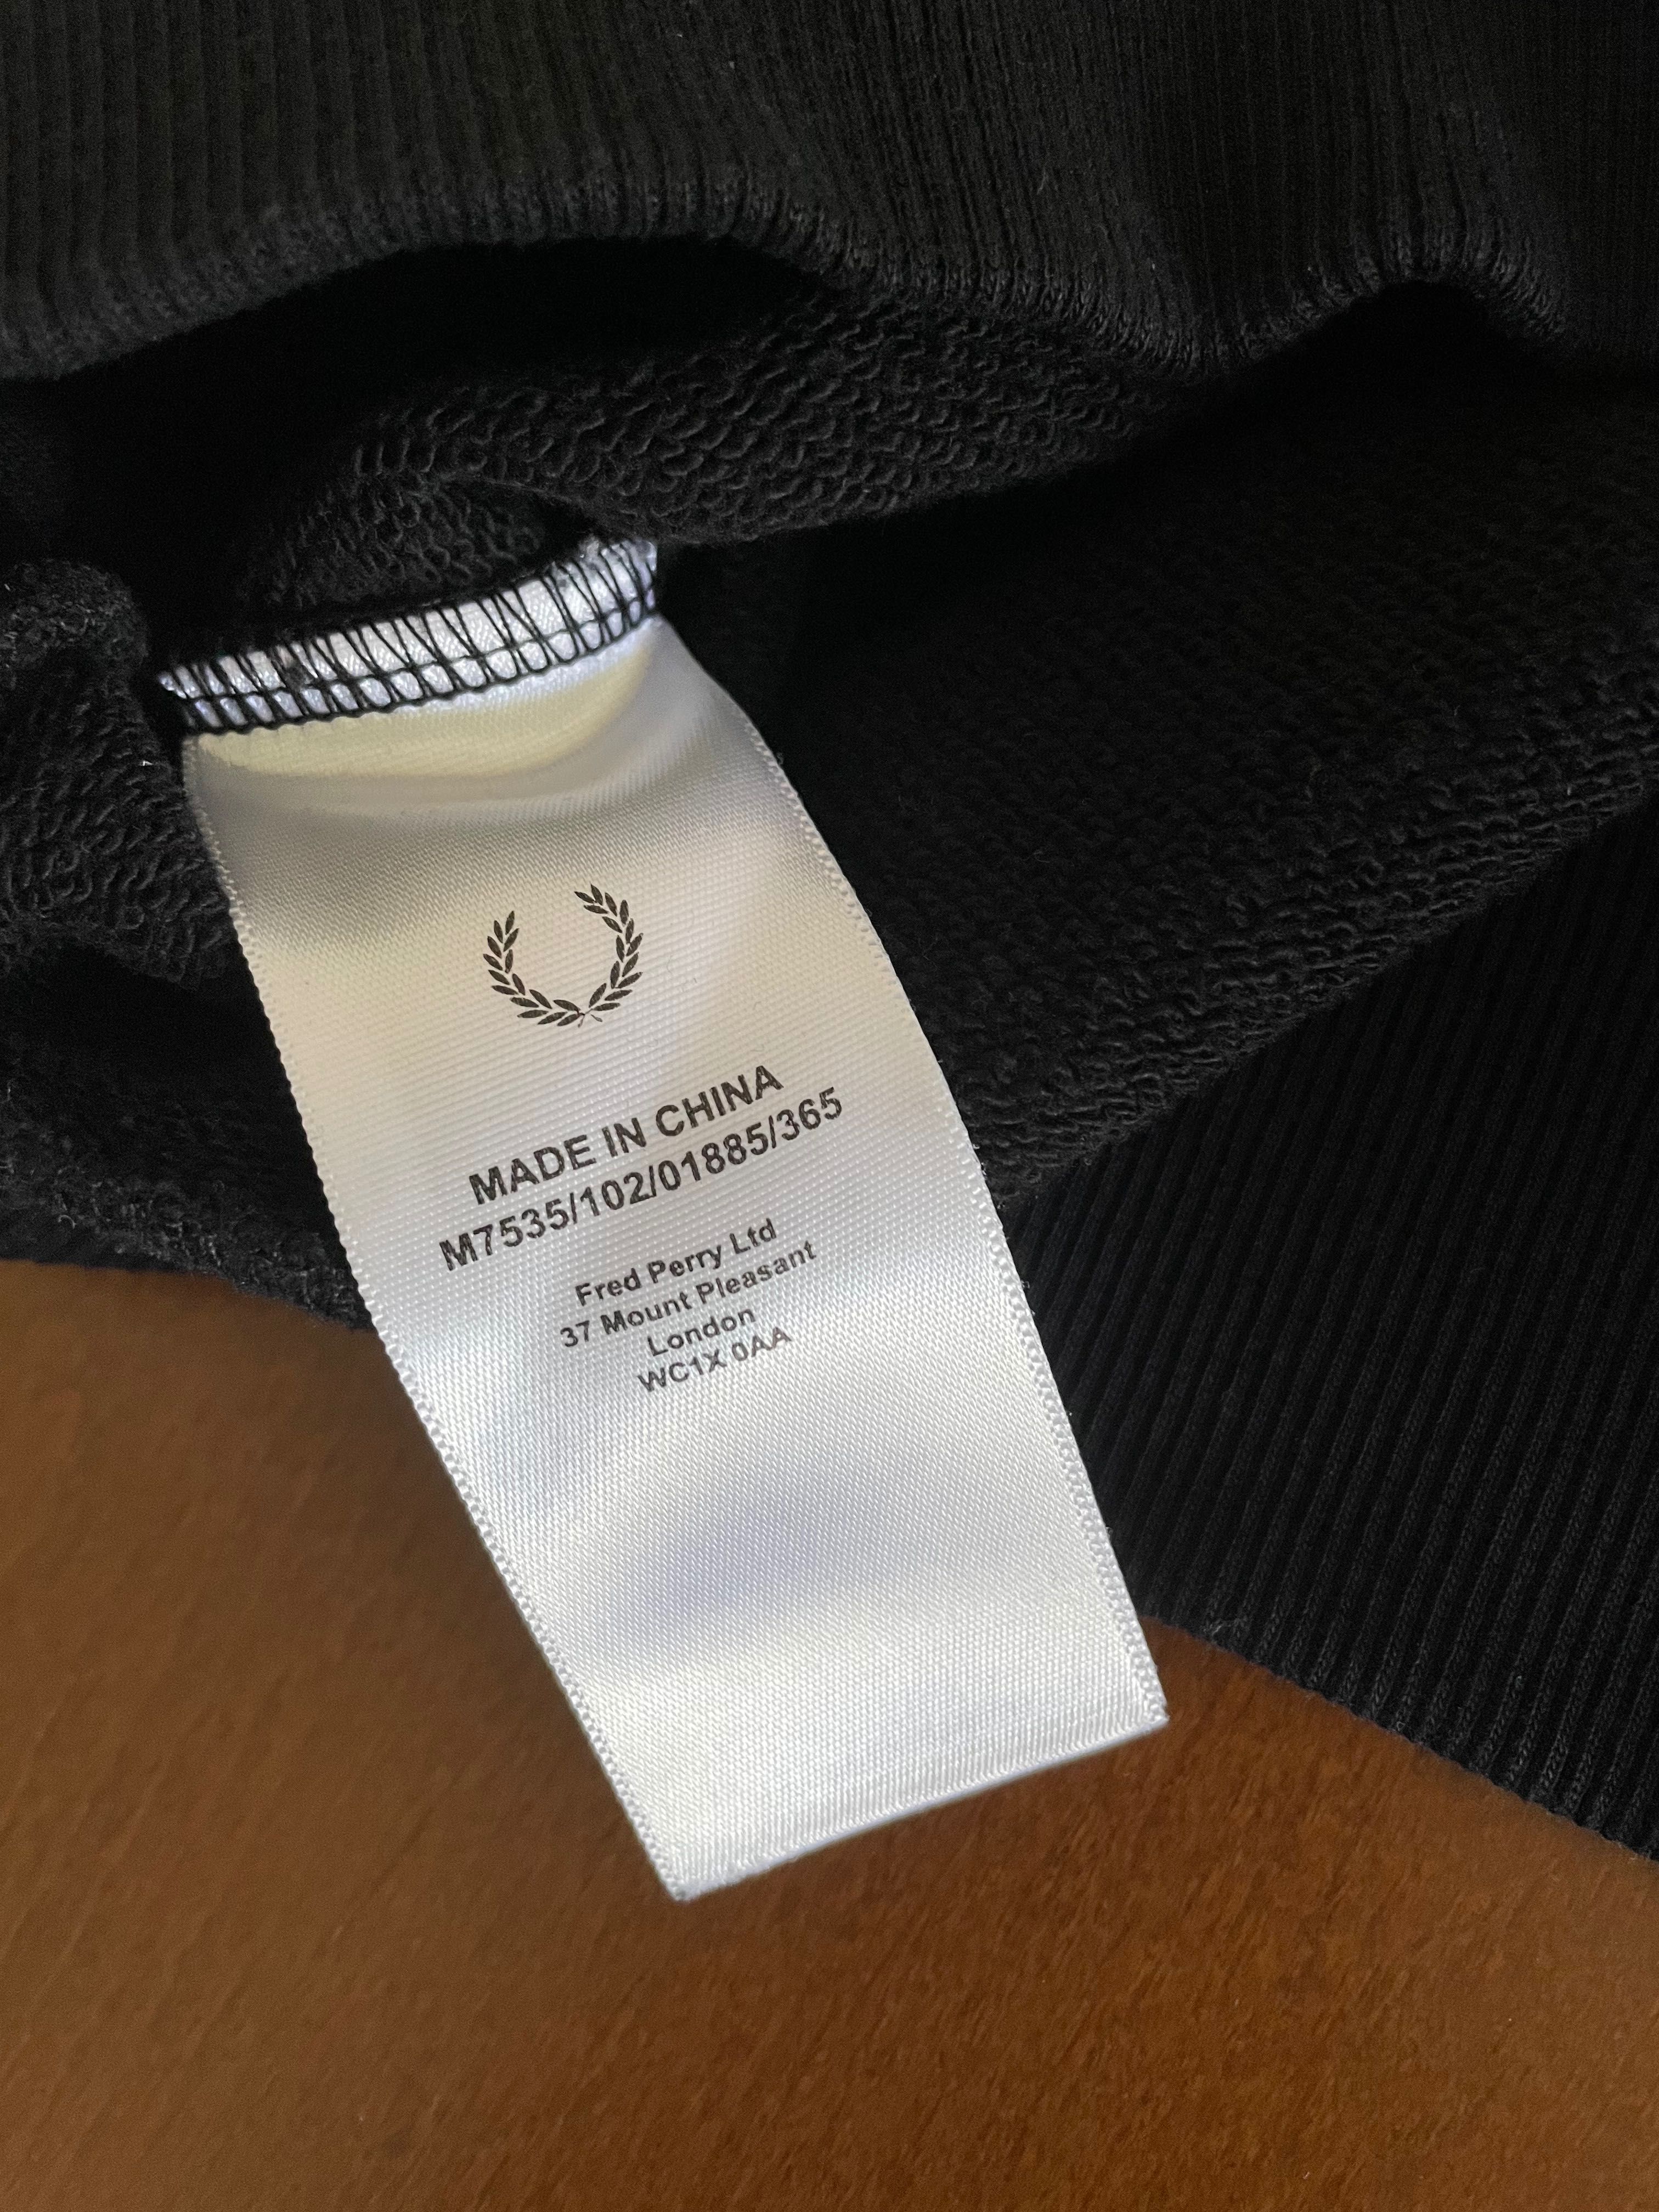 MADE IN CHINA
M7535/102/01885/365
Fred Perry Ltd
37 Mount Pleasant
London
WC1X 0AA